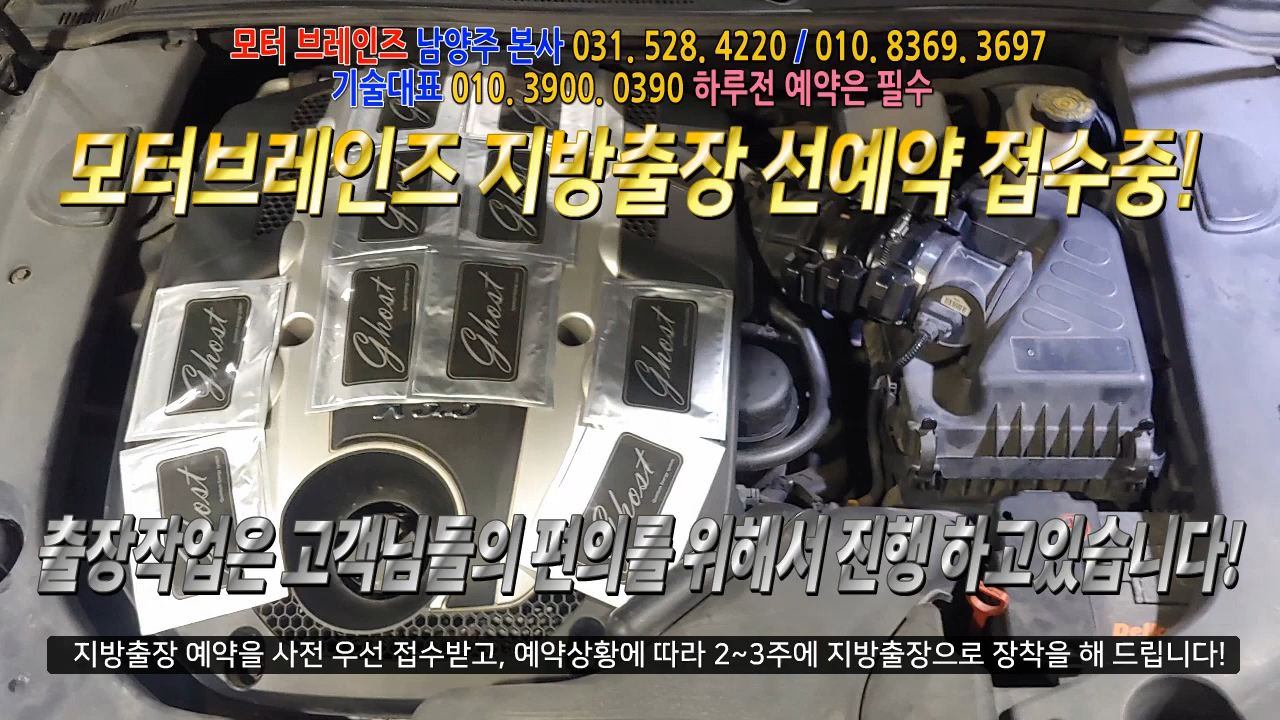 모터 브레인즈 남양주 본사 031. 528. 4220 / 010. 8369. 3697
기술대표 010. 3900. 0390 하루전 예약은 필수
모터브레인즈 지방출장 선예약 접수중!
Ghost Ghost
Ghost Ghost
Ghost Ghost Ghost Ghost
Ghost Ghost
출장작업은 고객님들의 편의를 위해서 진행 하고있습니다!
지방출장 예약을 사전 우선 접수받고, 예약상황에 따라 2~3주에 지방출장으로 장착을 해 드립니다!